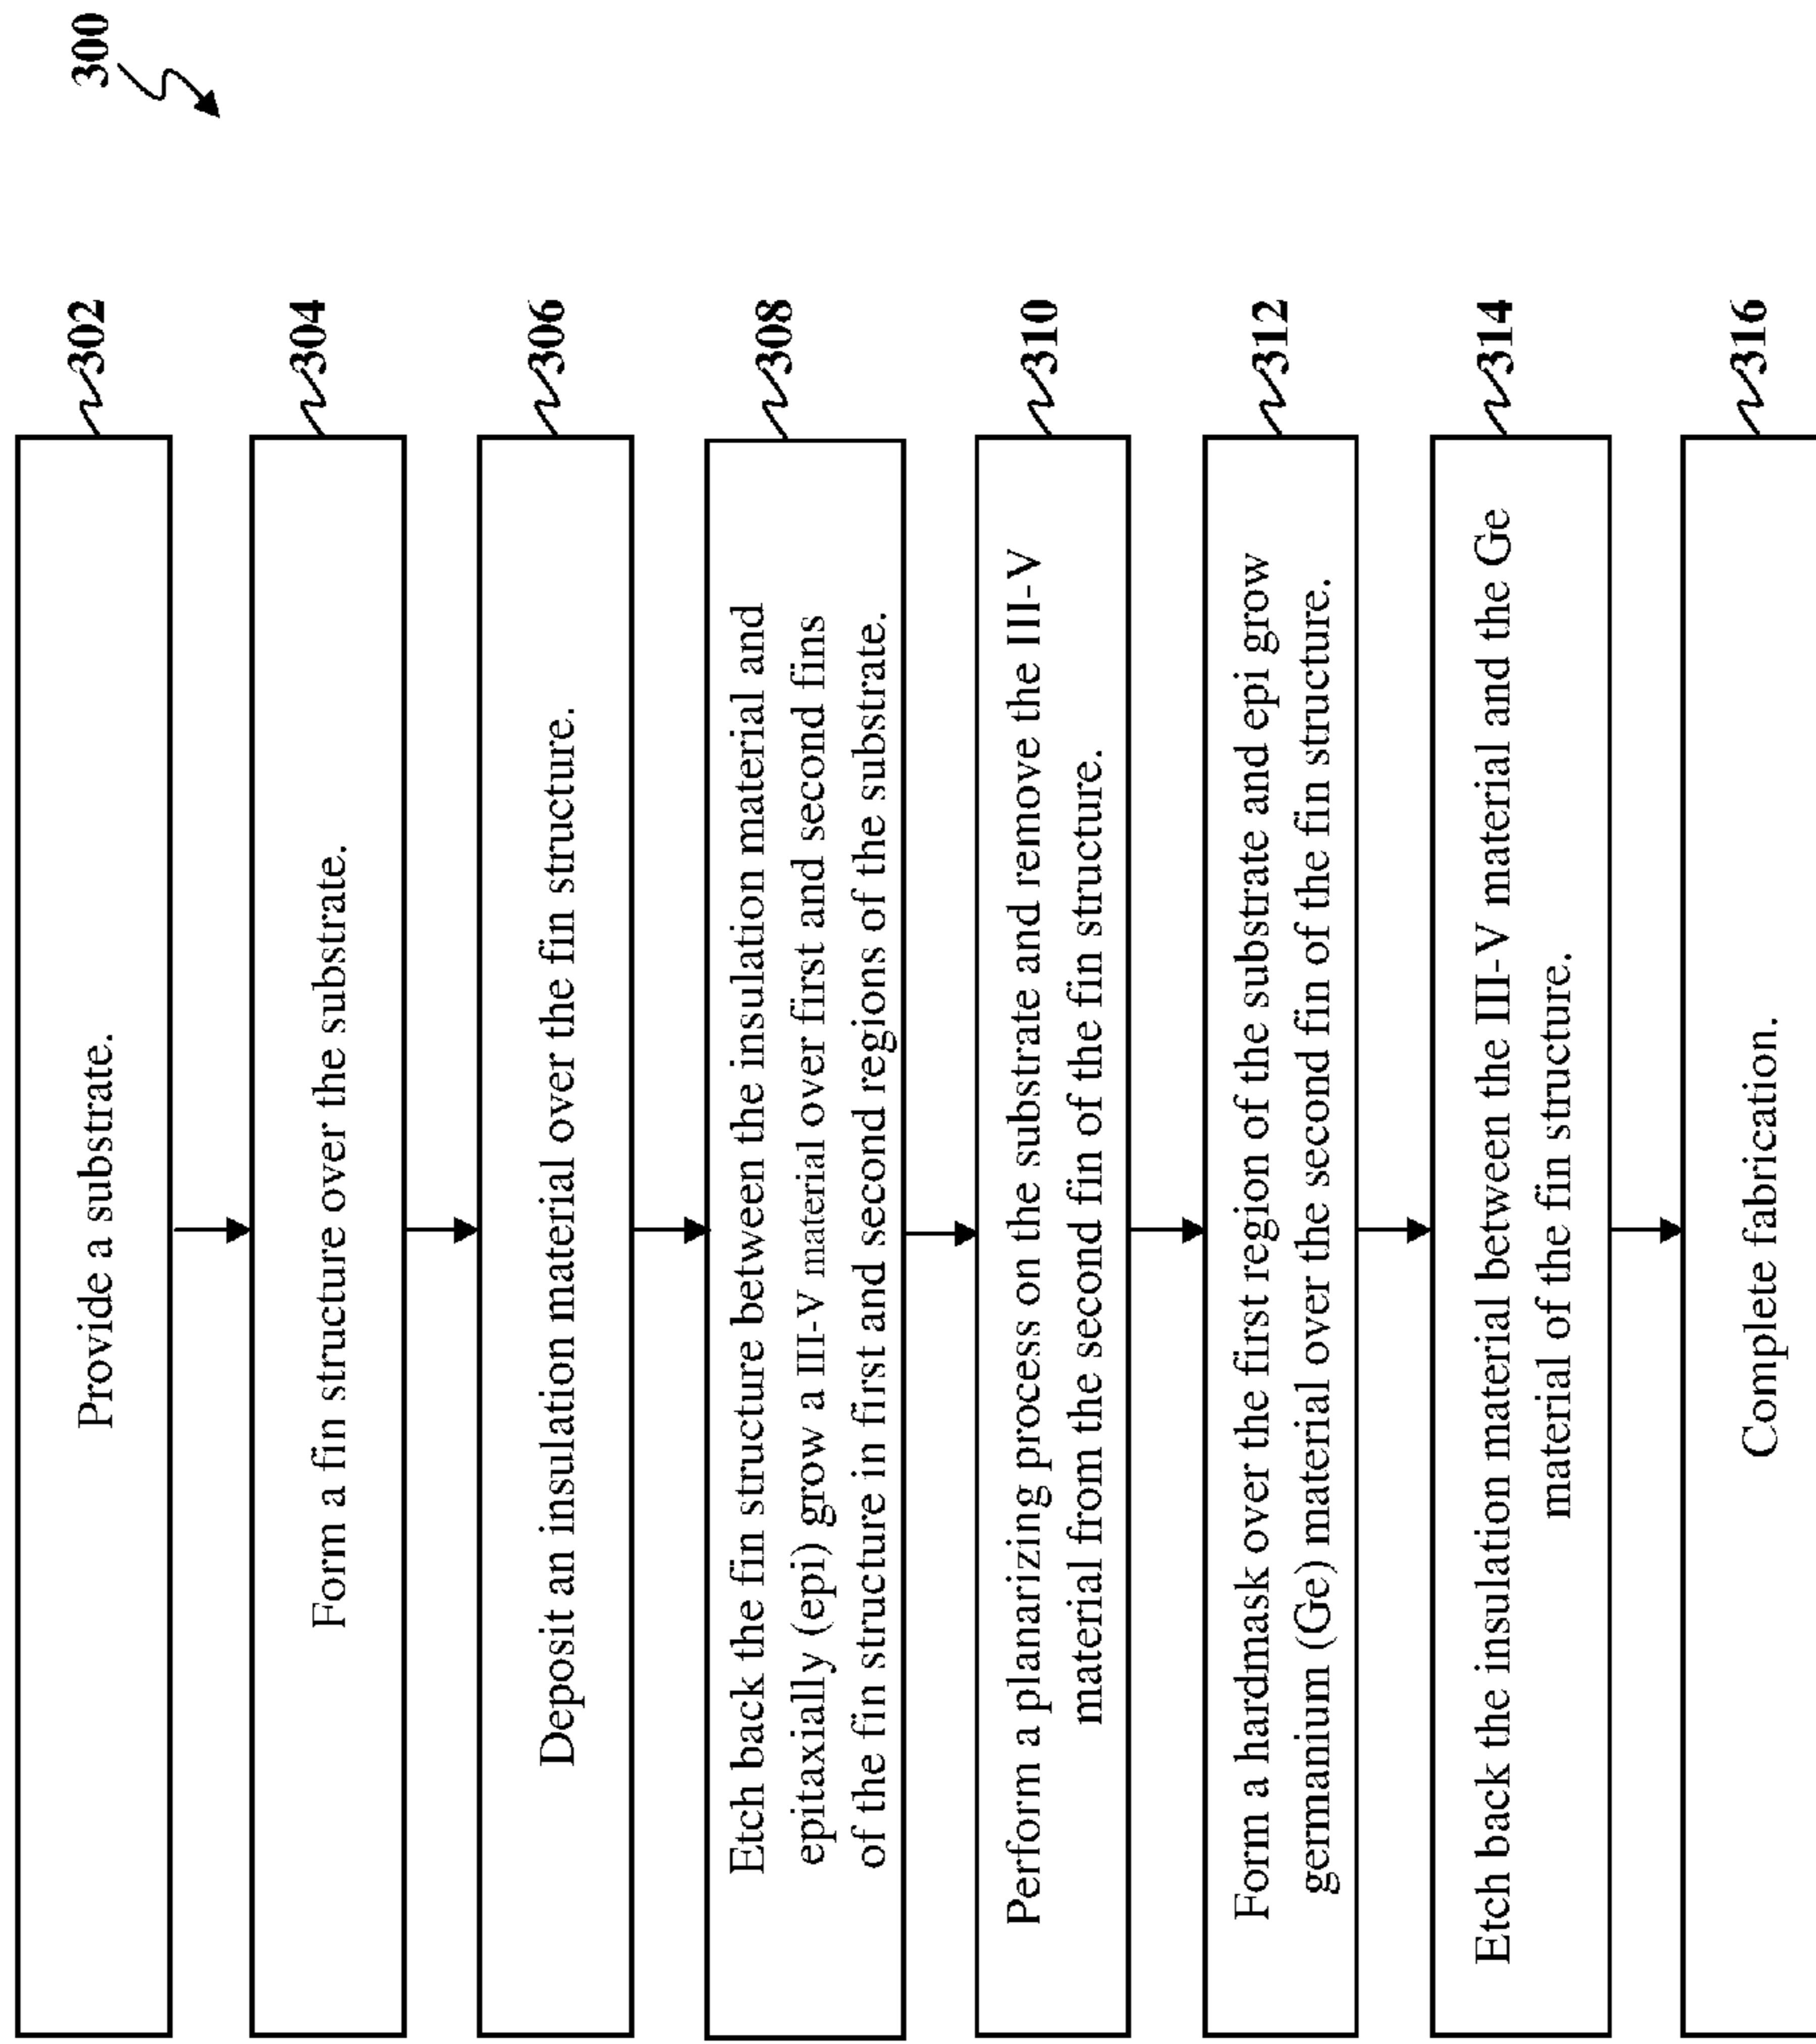 300
Provide a substrate.
302
Form a fin structure over the substrate.
304
Deposit an insulation material over the fin structure.
306
Etch back the fin structure between the insulation material and
epitaxially (epi) grow a III-V material over first and second fins
of the fin structure in first and second regions of the substrate.
308
Perform a planarizing process on the substrate and remove the III-V
material from the second fin of the fin structure.
310
Form a hardmask over the first region of the substrate and epi grow
germanium (Ge) material over the second fin of the fin structure.
312
Etch back the insulation material between the III-V material and the Ge
material of the fin structure.
314
Complete fabrication.
316